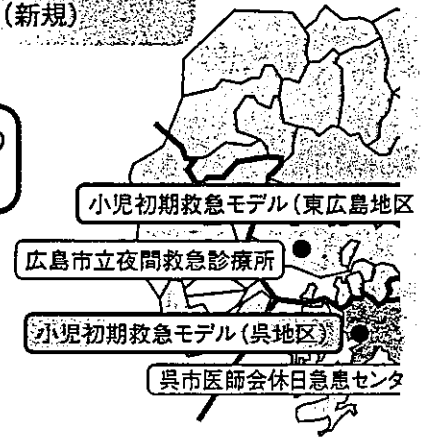 (新規)
小児初期救急モデル(東広島地区
広島市立夜間救急診療所
小児初期救急モデル(呉地区)
呉市医師会休日急患センタ